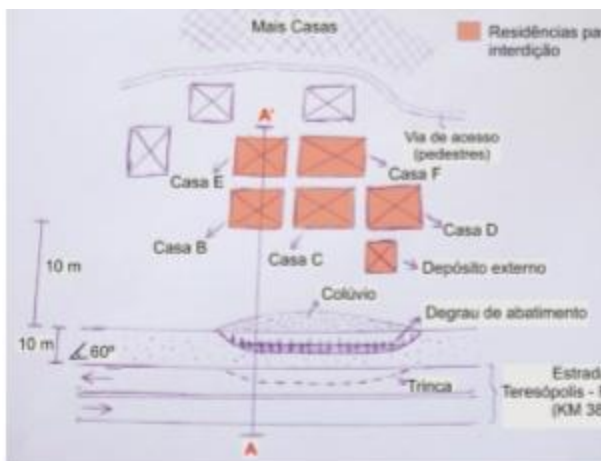 Mais Casas
Residências pa
interdição
A'
Via de acesso
(pedestres)
Casa E
Casa F
Casa B
Casa C
Casa D
10 m
Depósito externo
Colúvio
Degrau de abatimento
10 m
60º
Trinca
Estrad
Teresópolis -
(KM 38
A